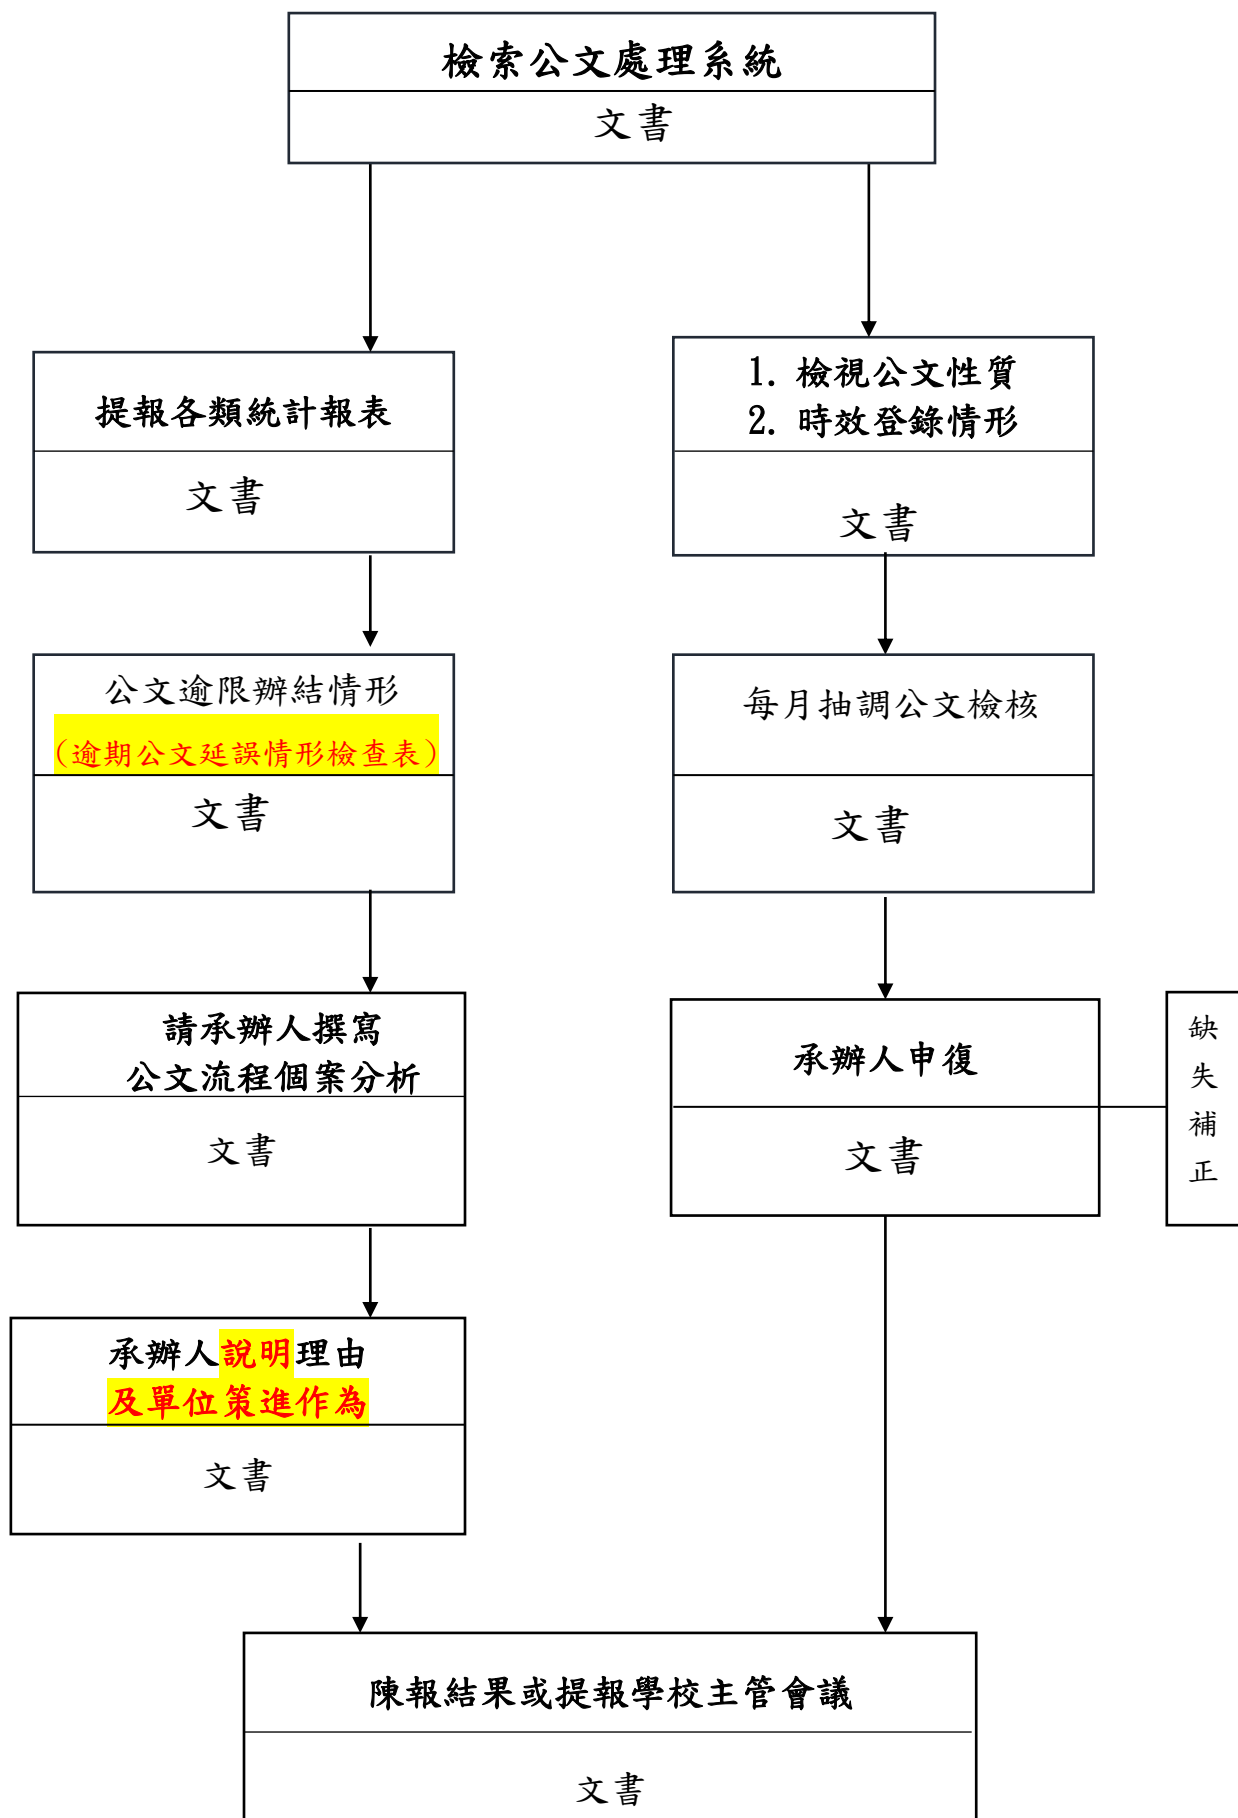 檢索公文處理系統
文書
提報各類統計報表
文書
1. 檢視公文性質
2. 時效登錄情形
文書
公文逾限辦結情形
(逾期公文延誤情形檢查表)
文書
每月抽調公文檢核
文書
請承辦人撰寫
公文流程個案分析
文書
承辦人申復
文書
缺
失
補
正
承辦人說明理由
及單位策進作為
文書
陳報結果或提報學校主管會議
文書